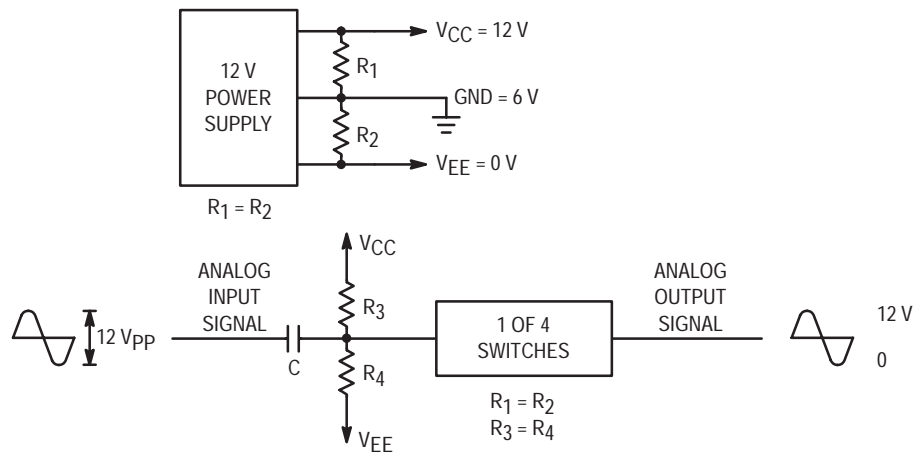 VCC = 12 V
12 V
POWER
SUPPLY
R1
GND = 6 V
R2
VEE = 0 V
R1 = R2
VCC
ANALOG
INPUT
SIGNAL
ANALOG
OUTPUT
SIGNAL
R3
12 VPP
1 OF 4
SWITCHES
12 V
0
C
R4
R1 = R2
R3 = R4
VEE